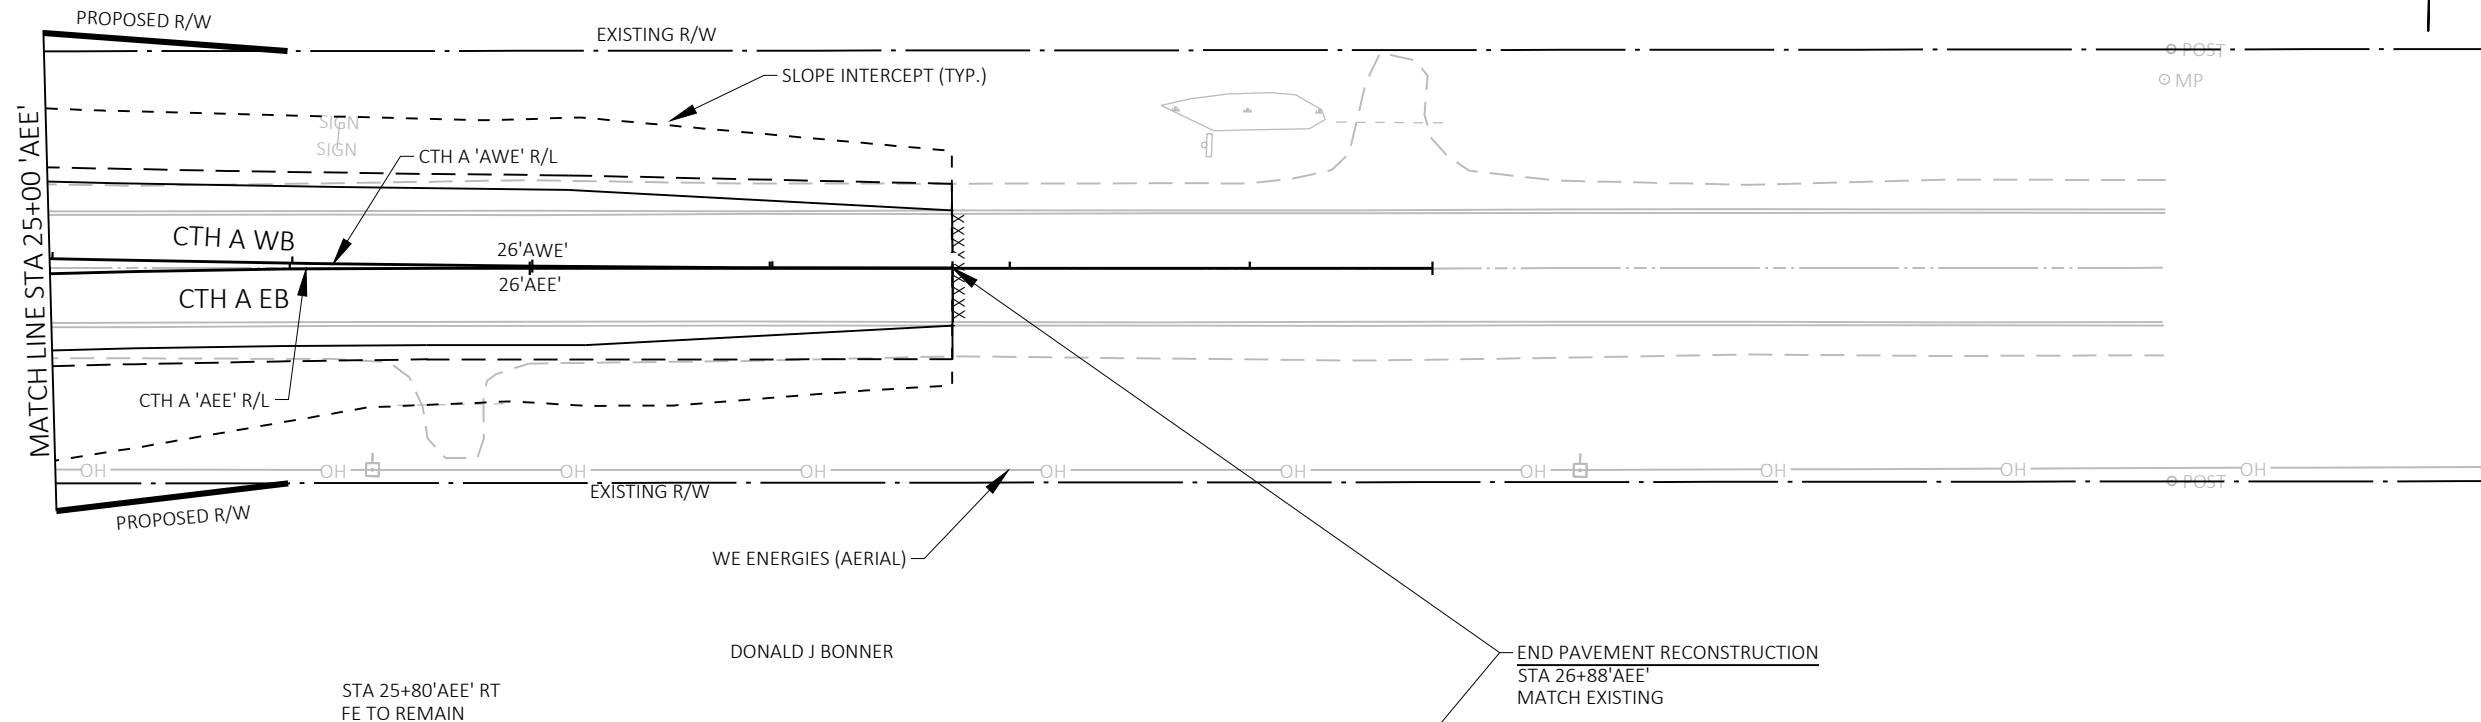 PROPOSED R/W
EXISTING R/W
POST
SLOPE INTERCEPT (TYP.)
MP
SIGN
SIGN
CTH A 'AWE' R/L
MATCH LINE STA 25+00 'AEE'
CTH A WB
26'AWE'
26'AEE'
CTH A EB
CTH A 'AEE' R/L
OH OH OH OH OH OH OH OH OH OH
POST
EXISTING R/W
PROPOSED R/W
WE ENERGIES (AERIAL)
DONALD J BONNER
END PAVEMENT RECONSTRUCTION
STA 26+88'AEE'
MATCH EXISTING
STA 25+80'AEE' RT
FE TO REMAIN